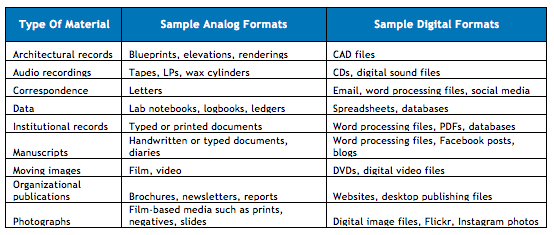 Type Of Material Sample Analog Formats Sample Digital Formats
Architectural records Blueprints, elevations, renderings CAD files
Audio recordings Tapes, LPs, wax cylinders CDs, digital sound files
Correspondence Letters Email, word processing files, social media
Data Lab notebooks, logbooks, ledgers Spreadsheets, databases
Institutional records Typed or printed documents Word processing files, PDFs, databases
Handwritten or typed documents, Word processing files, Facebook posts,
Manuscripts diaries blogs
Moving images Film, video DVDs, digital video files
Organizational
publications Brochures, newsletters, reports Websites, desktop publishing files
Film-based media such as prints,
Photographs negatives, slides Digital image files, Flickr, Instagram photos